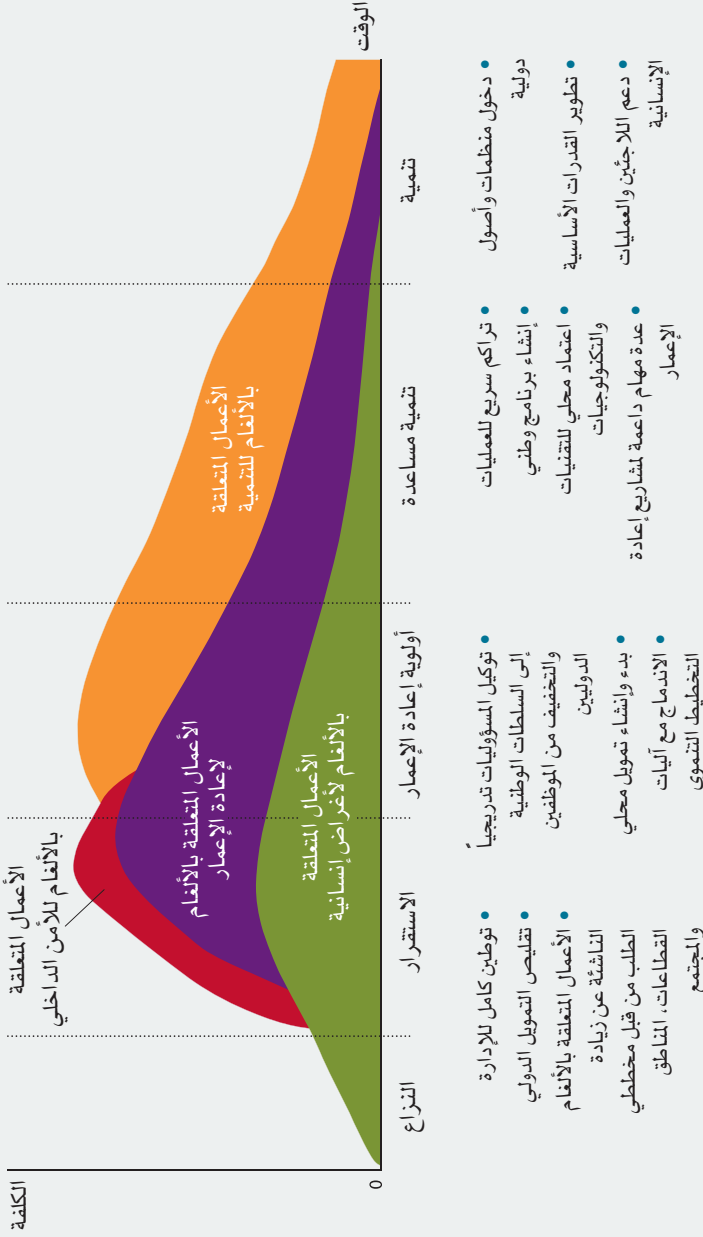 الكلفة
الأعمال المتعلقة
بالألغام للأمن الداخلي
الأعمال المتعلقة بالألغام
لإعادة الإعمار
الأعمال المتعلقة
بالألغام للتنمية
الأعمال المتعلقة
بالألغام لأغراض إنسانية
0
الوقت
تنمية
تنمية مساعدة
أولوية إعادة الإعمار
الاستقرار
النزاع
• دخول منظمات وأصول
دولية
• تطوير القدرات الأساسية
• دعم اللاجئين والعمليات
الإنسانية
• تراكم سريع للعمليات
• إنشاء برنامج وطني
• اعتماد محلي للتقنيات
والتكنولوجيات
• عدة مهام داعمة لمشاريع إعادة
الإعمار
• توكيل المسؤوليات تدريجياً
إلى السلطات الوطنية
والتخفيف من الموظفين
الدوليين
• بدء وإنشاء تمويل محلي
• الاندماج مع آليات
التخطيط التنموي
• توطين كامل للإدارة
• تقليص التمويل الدولي
• الأعمال المتعلقة بالألغام
الناشئة عن زيادة
الطلب من قبل مخططي
القطاعات، المناطق
والمجتمع